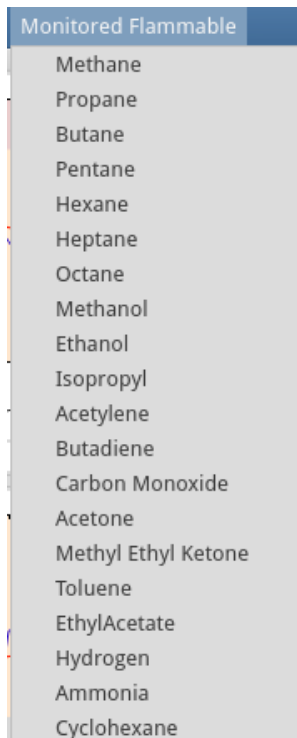 Monitored Flammable
Methane
Propane
Butane
Pentane
Hexane
Heptane
Octane
Methanol
Ethanol
Isopropyl
Acetylene
Butadiene
Carbon Monoxide
Acetone
Methyl Ethyl Ketone
Toluene
EthylAcetate
Hydrogen
Ammonia
Cyclohexane